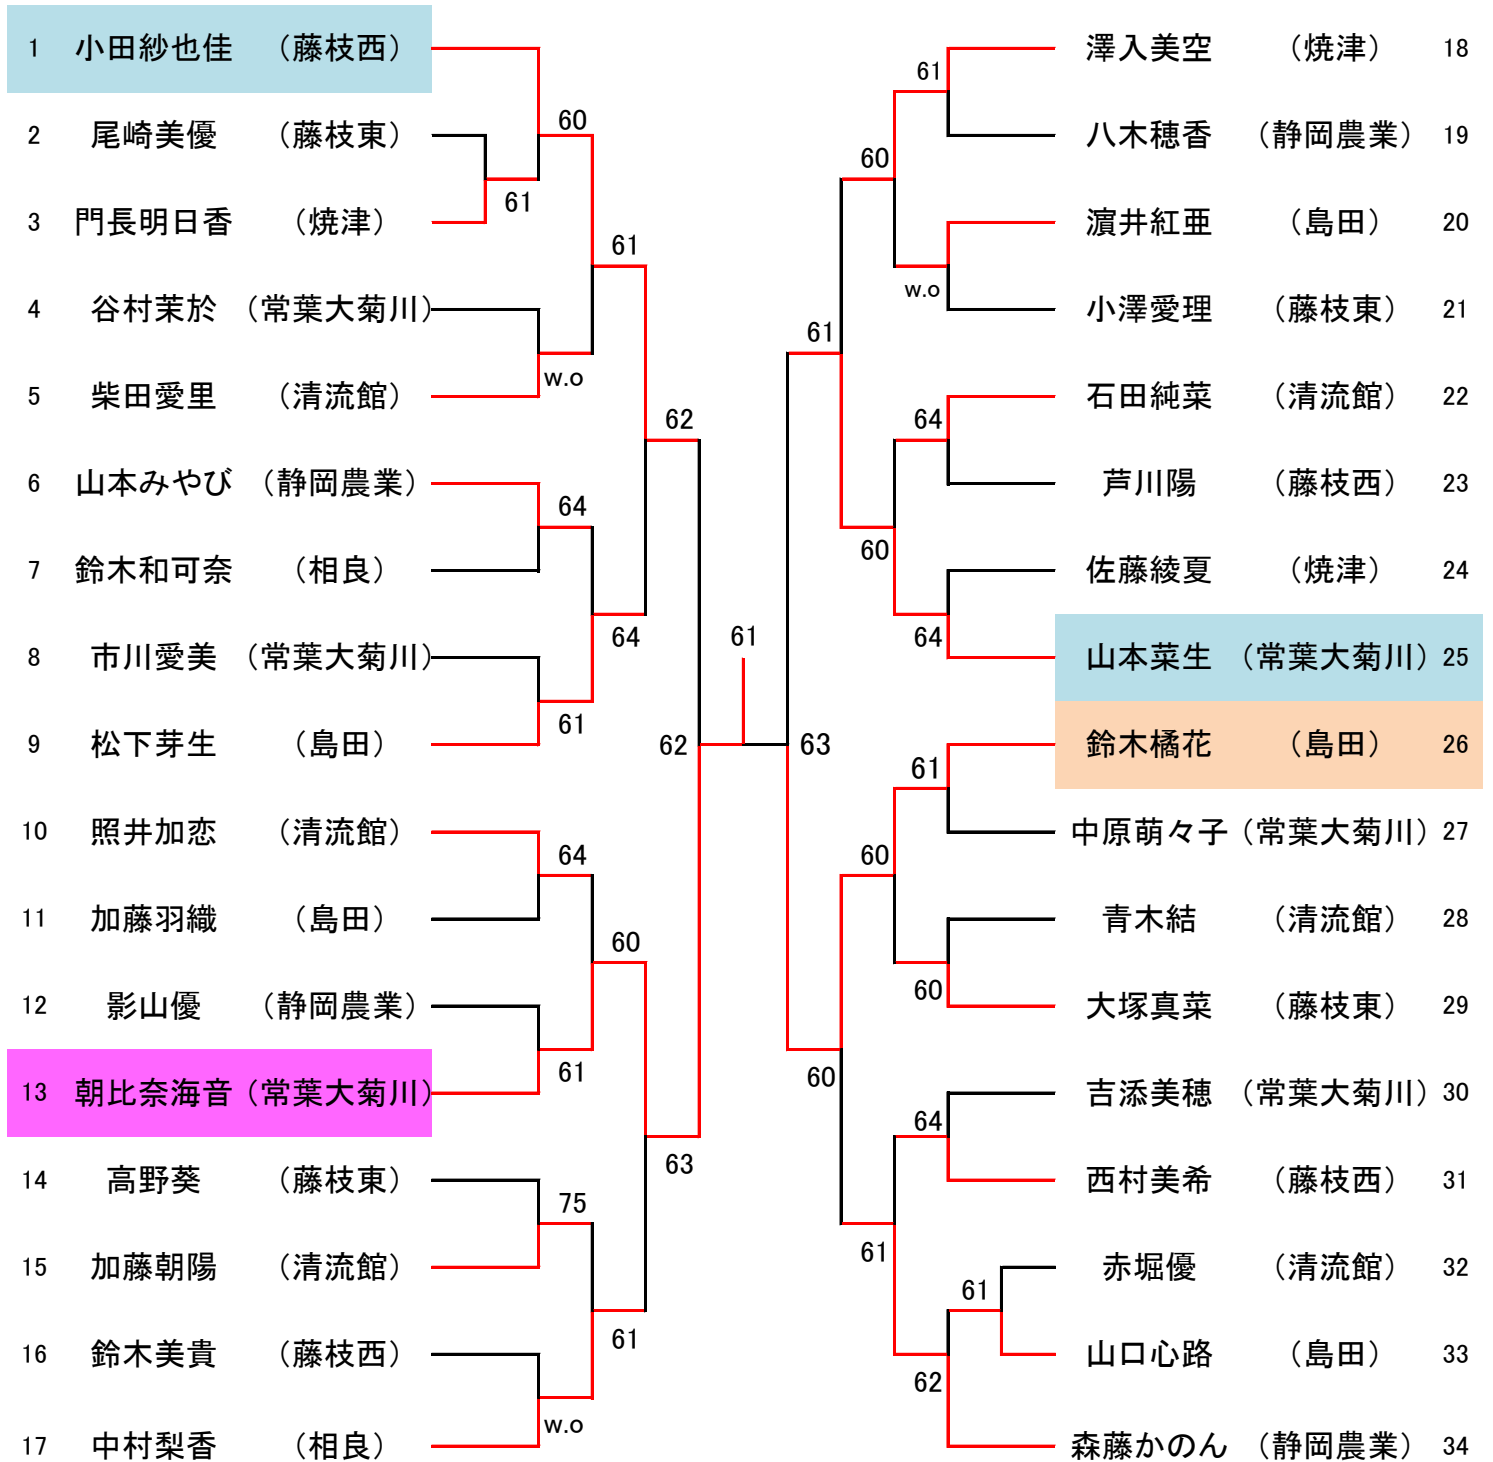 1 小田紗也佳 （藤枝西）
2 尾崎美優 （藤枝東）
3 門長明日香 （焼津）
4 谷村茉於 （常葉大菊川）
5 柴田愛里 （清流館）
6 山本みやび （静岡農業）
7 鈴木和可奈 （相良）
8 市川愛美 （常葉大菊川）
9 松下芽生 （島田）
10 照井加恋 （清流館）
11 加藤羽織 （島田）
12 影山優 （静岡農業）
13 朝比奈海音 （常葉大菊川）
14 高野葵 （藤枝東）
15 加藤朝陽 （清流館）
16 鈴木美貴 （藤枝西）
17 中村梨香 （相良）
60
61
61
w.o
62
64
64
61
62
64
60
61
63
75
61
w.o
61
63
61
60
w.o
61
64
60
64
61
60
60
60
64
61
61
62
澤入美空 （焼津） 18
八木穂香 （静岡農業） 19
濵井紅亜 （島田） 20
小澤愛理 （藤枝東） 21
石田純菜 （清流館） 22
芦川陽 （藤枝西） 23
佐藤綾夏 （焼津） 24
山本菜生 （常葉大菊川） 25
鈴木橘花 （島田） 26
中原萌々子 （常葉大菊川） 27
青木結 （清流館） 28
大塚真菜 （藤枝東） 29
吉添美穂 （常葉大菊川） 30
西村美希 （藤枝西） 31
赤堀優 （清流館） 32
山口心路 （島田） 33
森藤かのん （静岡農業） 34